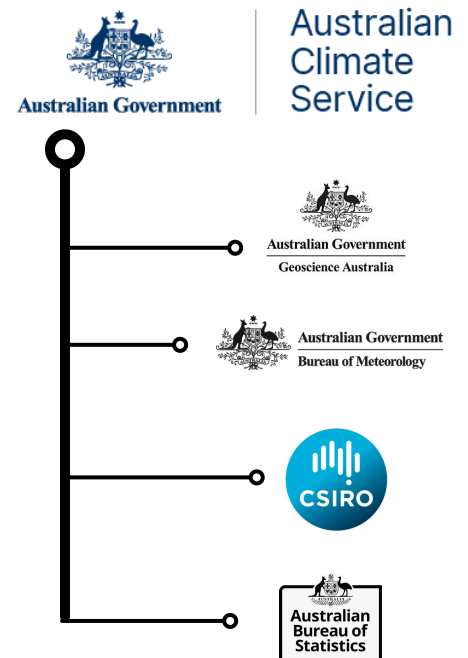 Australian Government
Australian
Climate
Service
Australian Government
Geoscience Australia
Australian Government
Bureau of Meteorology
CSIRO
Australian
Bureau of
Statistics